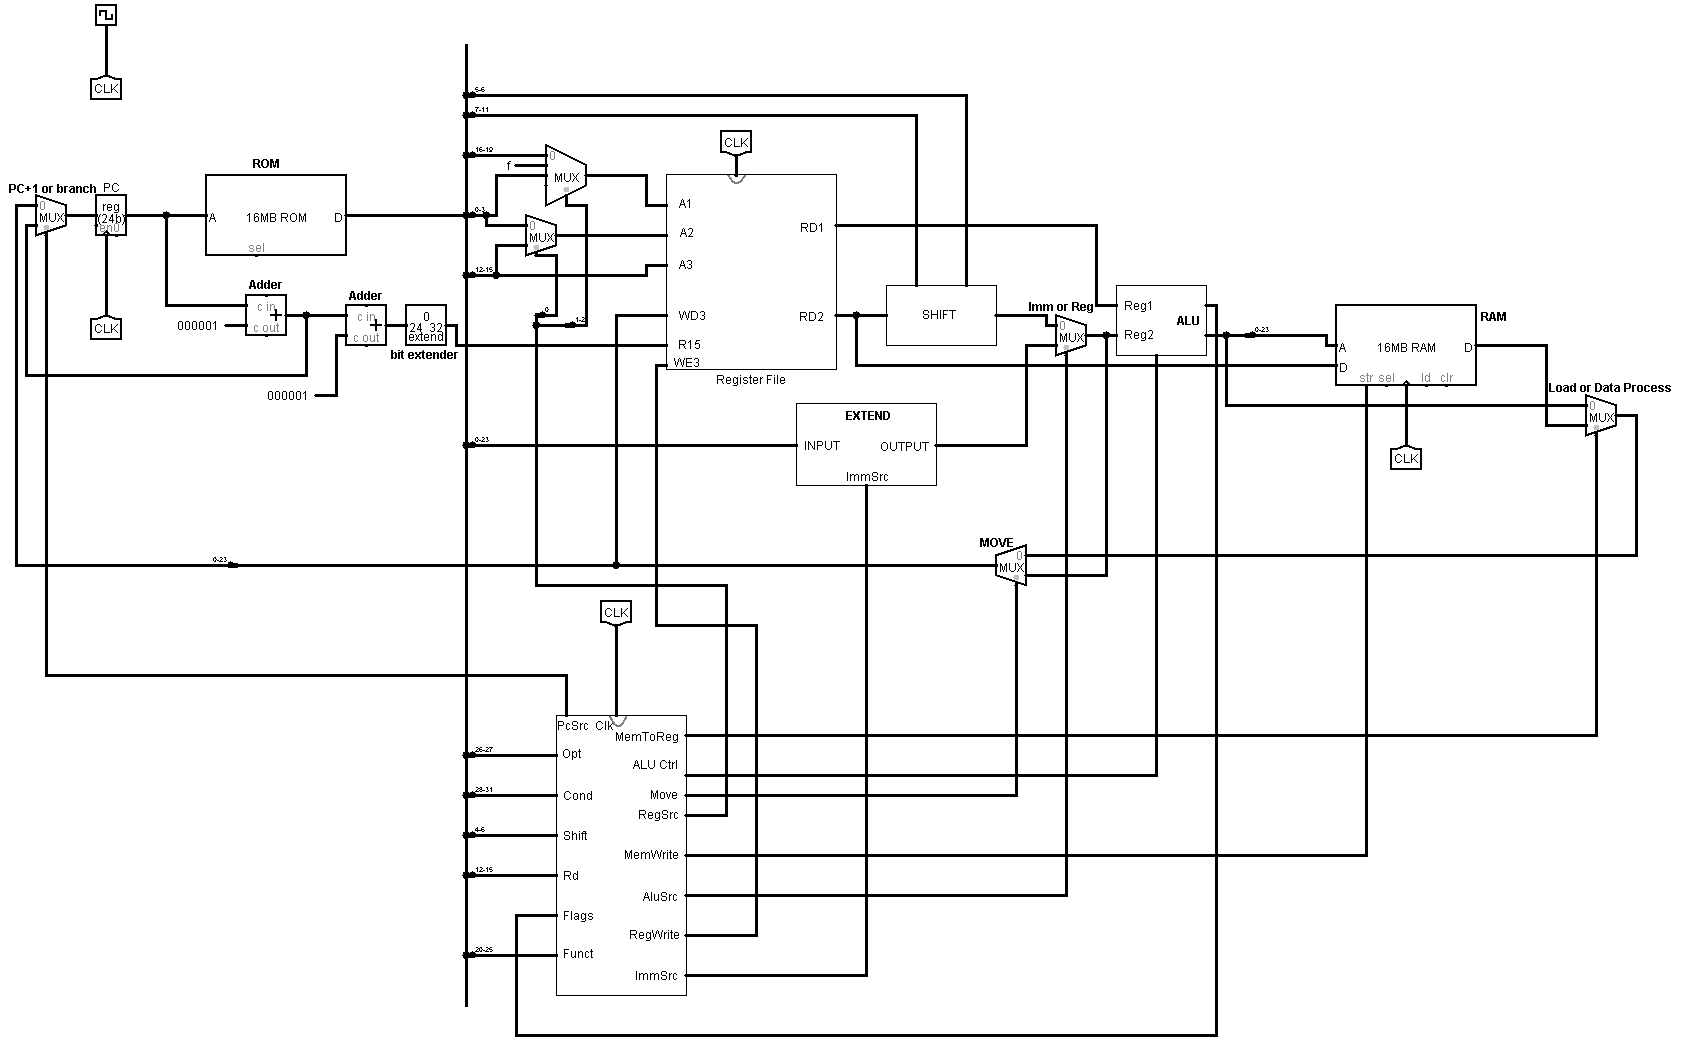 CLK
5-6
7-11
CLK
ROM
16-19
0
f
MUX
PC+1 or branch
PC
0
MUX
reg
(24b)
en0
A
16MB ROM
D
sel
0-3
0
MUX
A1
A2
A3
RD1
12-15
Adder
c in
+
c out
000001
Adder
c in
+
c out
000001
0
24 32
extend
bit extender
CLK
0
1-2
WD3
R15
WE3
RD2
Register File
SHIFT
Imm or Reg
0
MUX
Reg1
Reg2
ALU
0-23
RAM
A
16MB RAM
D
D
str sel
ld
clr
Load or Data Process
0
MUX
CLK
EXTEND
0-23
INPUT
OUTPUT
ImmSrc
MOVE
0
MUX
0-23
CLK
PcSrc
Clk
MemToReg
26-27
Opt
ALU Ctrl
28-31
Cond
Move
RegSrc
4-6
Shift
MemWrite
12-15
Rd
AluSrc
Flags
RegWrite
20-25
Funct
ImmSrc